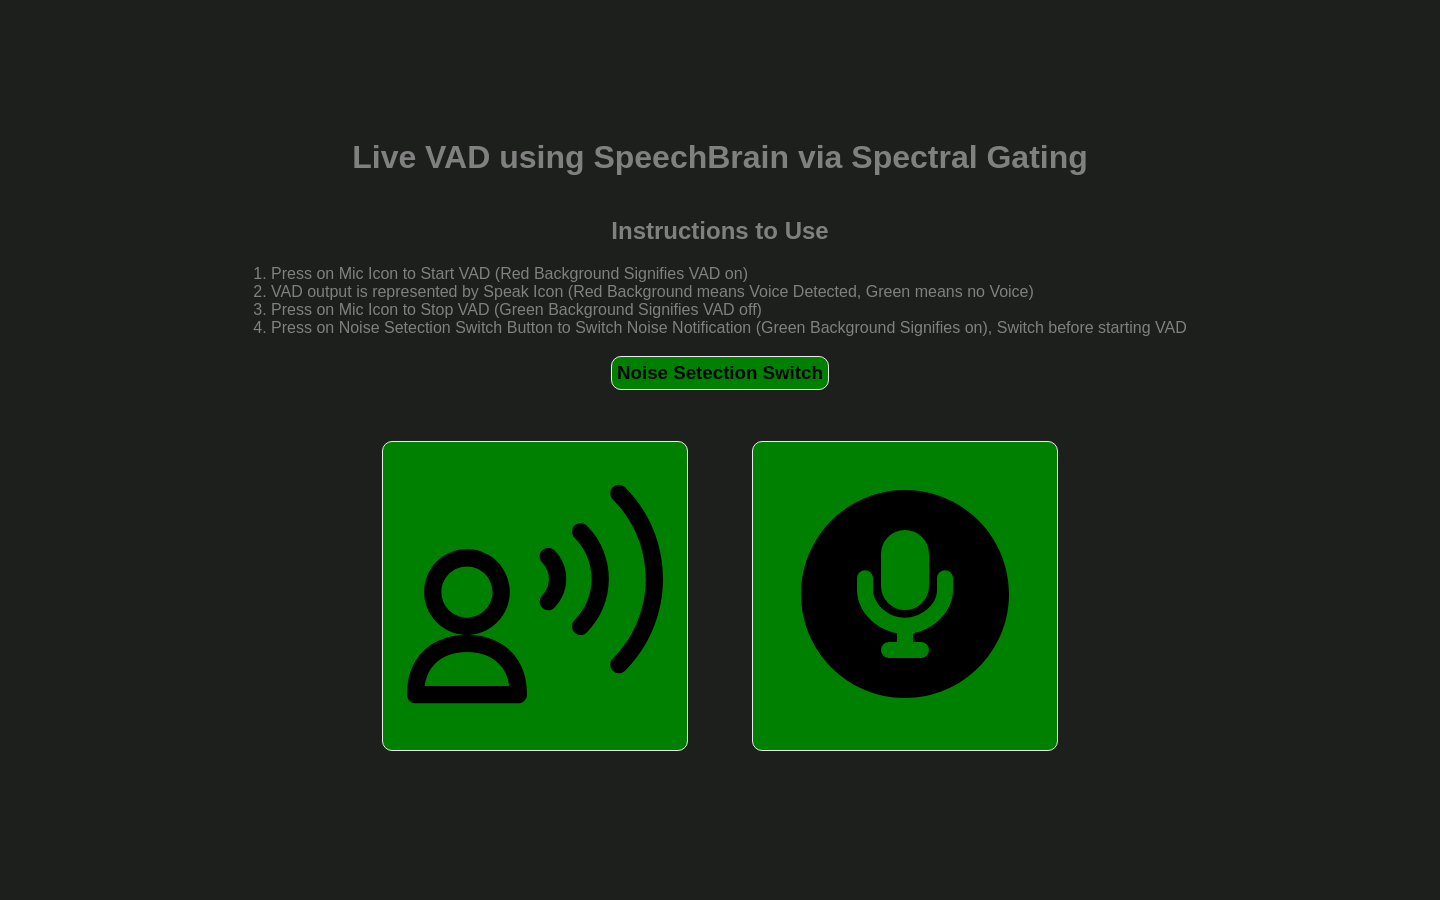 Live VAD using SpeechBrain via Spectral Gating
Instructions to Use
1. Press on Mic Icon to Start VAD (Red Background Signifies VAD on)
2. VAD output is represented by Speak Icon (Red Background means Voice Detected, Green means no Voice)
3. Press on Mic Icon to Stop VAD (Green Background Signifies VAD off)
4. Press on Noise Setection Switch Button to Switch Noise Notification (Green Background Signifies on), Switch before starting VAD
Noise Setection Switch